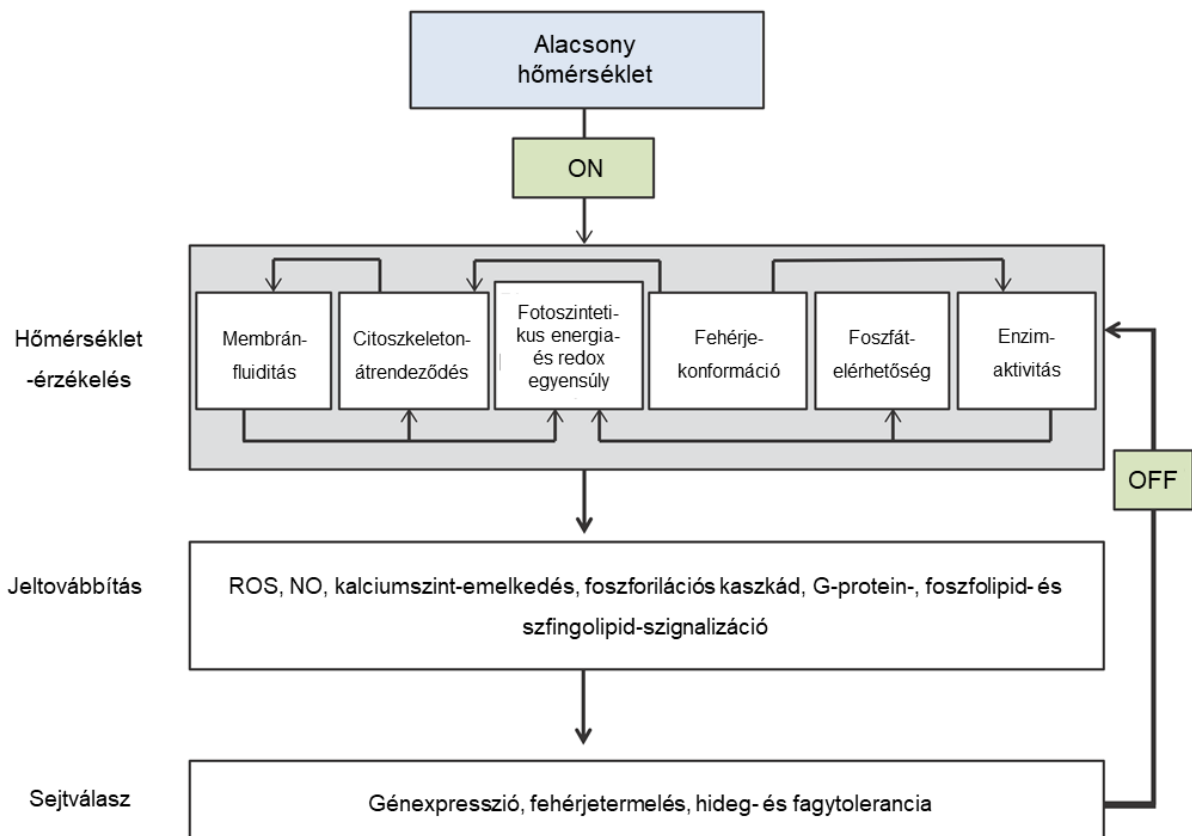 Alacsony
hőmérséklet
ON
Hőmérséklet
-érzékelés
Membrán-
fluiditás
Citoszkeleton-
átrendeződés
Fotoszinteti-
kus energia-
és redox
egyensúly
Fehérje-
konformáció
Foszfát-
elérhetőség
Enzim-
aktivitás
OFF
Jeltovábbítás
ROS, NO, kalciumszint-emelkedés, foszforilációs kaszkád, G-protein-, foszfolipid- és
szfingolipid-szignalizáció
Sejtválasz
Génexpresszió, fehérjetermelés, hideg- és fagytolerancia